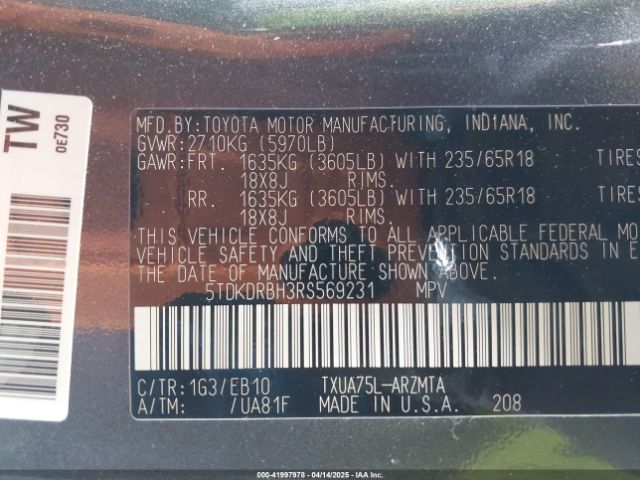 TW
0E730
MFD.BY:TOYOTA MOTOR MANUFACTURING, INDIANA, INC.
GVWR:2710KG (5970LB)
GAWR:FRT. 1635KG (3605LB) WITH 235/65R18 TIRES
18X8J RIMS.
RR. 1635KG (3605LB) WITH 235/65R18 TIRES
18X8J RIMS.
THIS VEHICLE CONFORMS TO ALL APPLICABLE FEDERAL MO
VEHICLE SAFETY AND THEFT PREVENTION STANDARDS IN E
THE DATE OF MANUFACTURE SHOWN ABOVE.
5TDKDRBH3RS569231 MPV
C/TR:1G3/EB10 TXUA75L-ARZMTA
A/TM: /UA81F MADE IN U.S.A. 208
Stock: 000-41997978 - 04/14/2025 - IAA Inc.